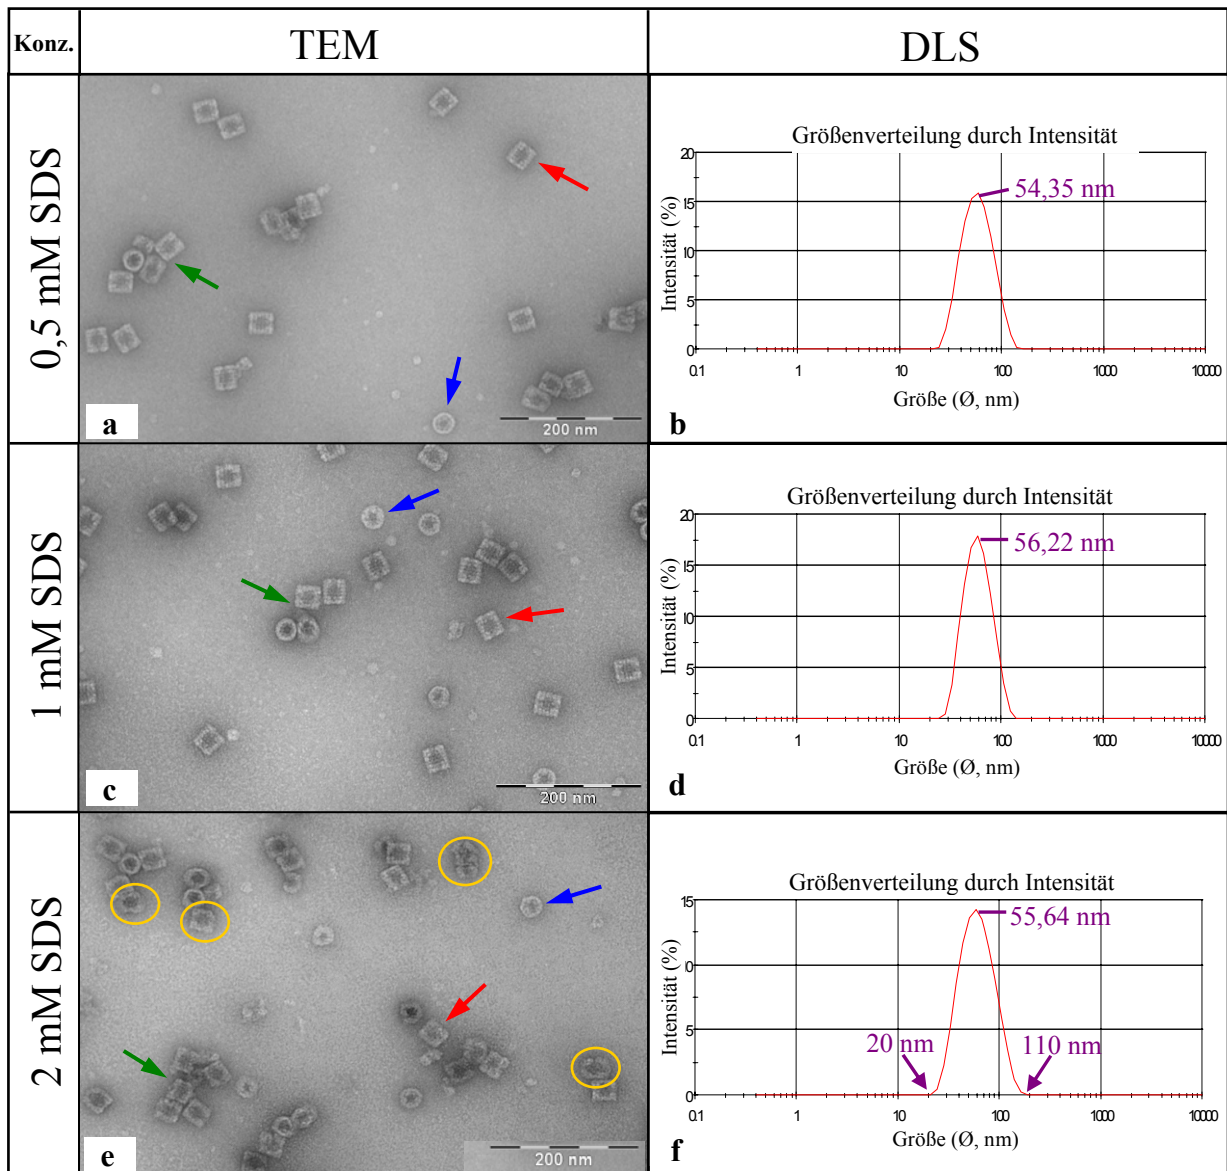 Konz. TEM DLS
0,5 mM SDS
200 nm
a
Größenverteilung durch Intensität
20
15
10
5
0
Intensität (%)
54,35 nm
0.1 1 10 100 1000 10000
Größe (Ø, nm)
b
1 mM SDS
200 nm
c
Größenverteilung durch Intensität
20
15
10
5
0
Intensität (%)
56,22 nm
0.1 1 10 100 1000 10000
Größe (Ø, nm)
d
2 mM SDS
200 nm
e
Größenverteilung durch Intensität
15
10
5
0
Intensität (%)
55,64 nm
20 nm 110 nm
0.1 1 10 100 1000 10000
Größe (Ø, nm)
f